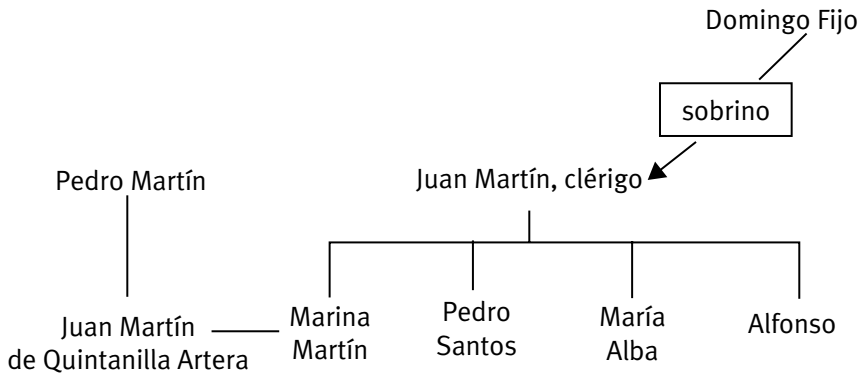 Domingo Fijo
sobrino
Pedro Martín
Juan Martín, clérigo
Juan Martín
de Quintanilla Artera
Marina
Martín
Pedro
Santos
María
Alba
Alfonso